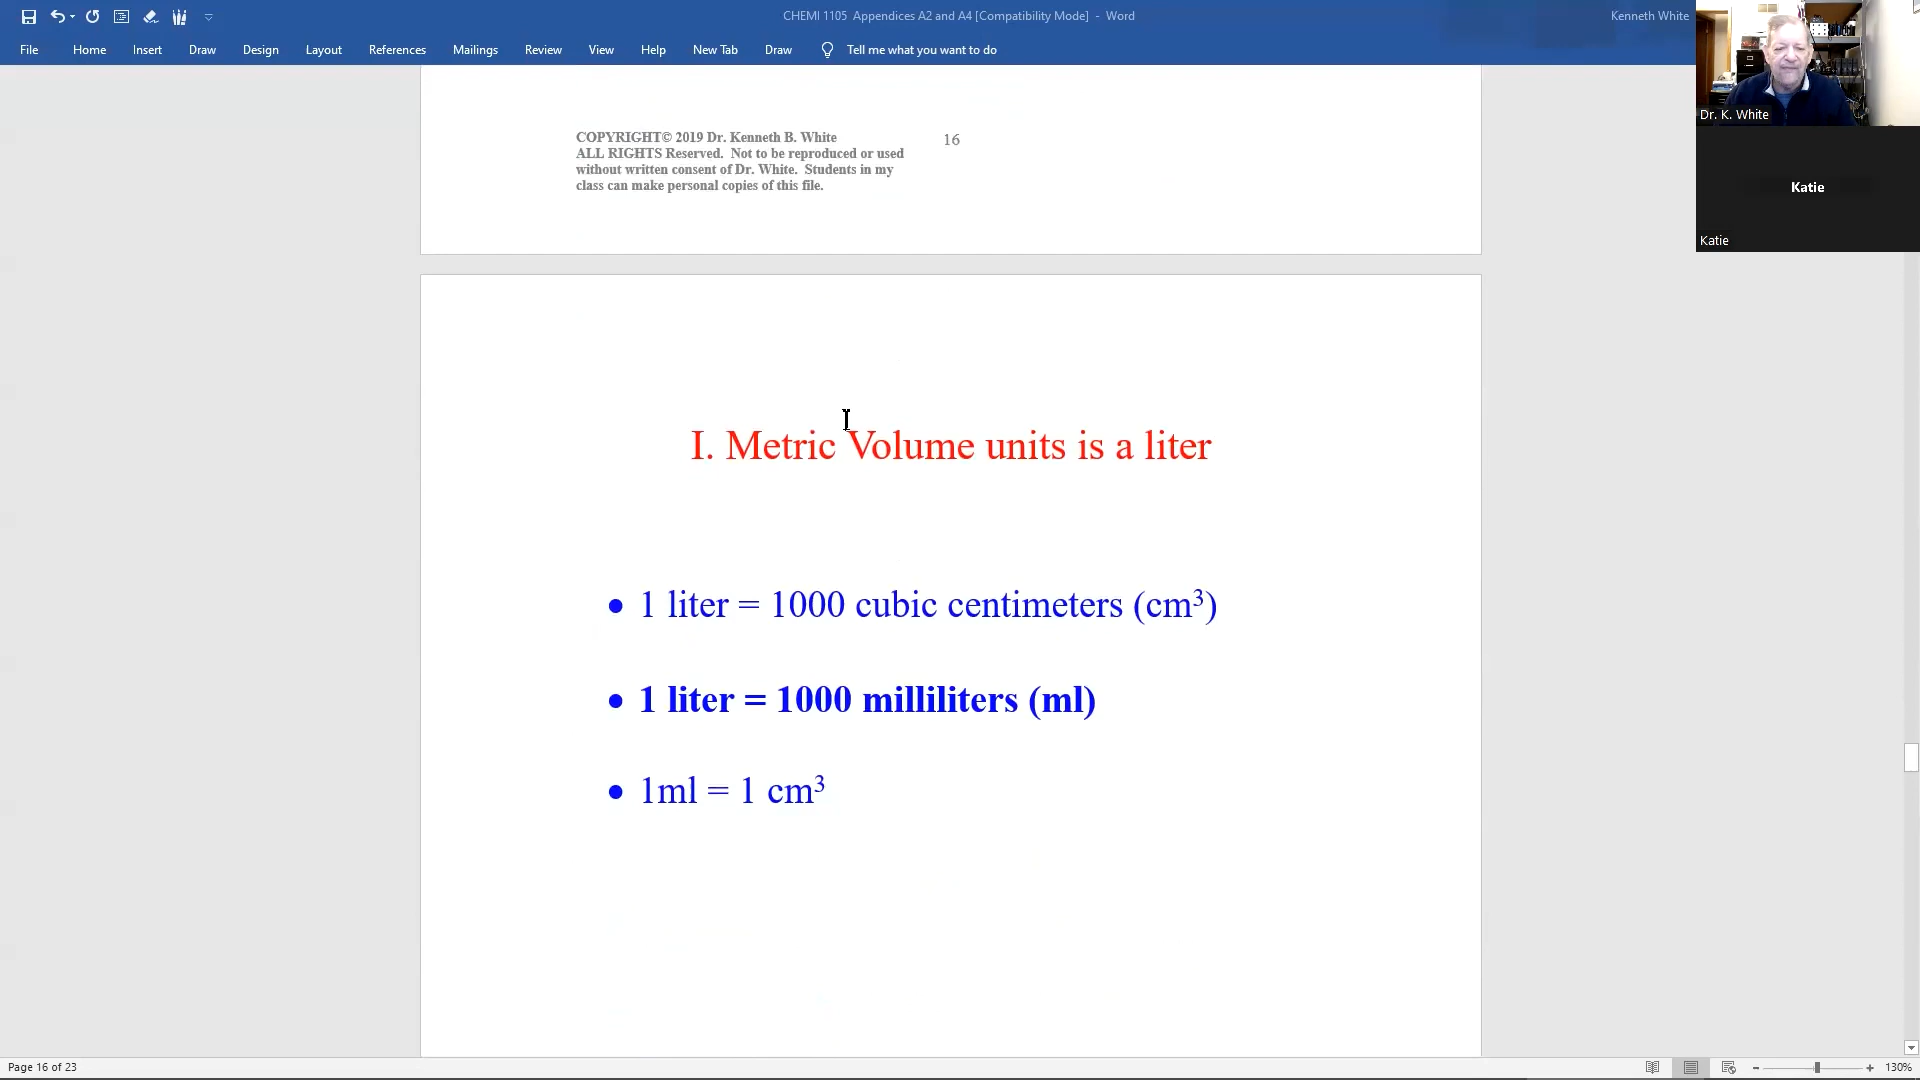 CHEMI 1105 Appendices A2 and A4 [Compatibility Mode] - Word
Kenneth White
File Home Insert Draw Design Layout References Mailings Review View Help New Tab Draw Tell me what you want to do
Dr. K. White
Katie
Katie
COPYRIGHT© 2019 Dr. Kenneth B. White
ALL RIGHTS Reserved. Not to be reproduced or used
without written consent of Dr. White. Students in my
class can make personal copies of this file.
16
I. Metric Volume units is a liter
• 1 liter = 1000 cubic centimeters (cm³)
• 1 liter = 1000 milliliters (ml)
• 1ml = 1 cm³
Page 16 of 23
130%